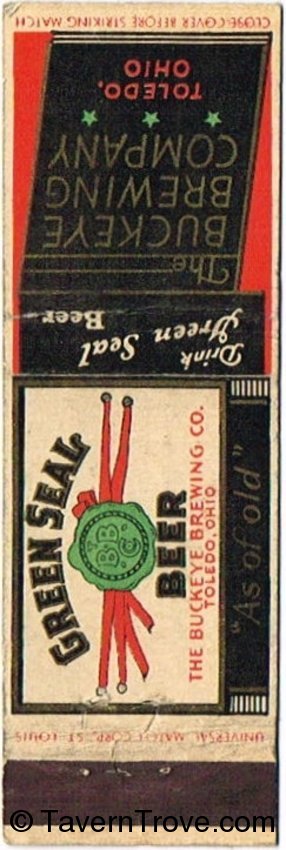 CLOSE COVER BEFORE STRIKING MATCH
The
BUCKEYE
BREWING
COMPANY
TOLEDO,
OHIO
Drink
Green Seal
Beer
GREEN SEAL
B B
Co
BEER
THE BUCKEYE BREWING CO.
TOLEDO, OHIO
"As of old"
UNIVERSAL MATCH CORP., ST. LOUIS
© TavernTrove.com